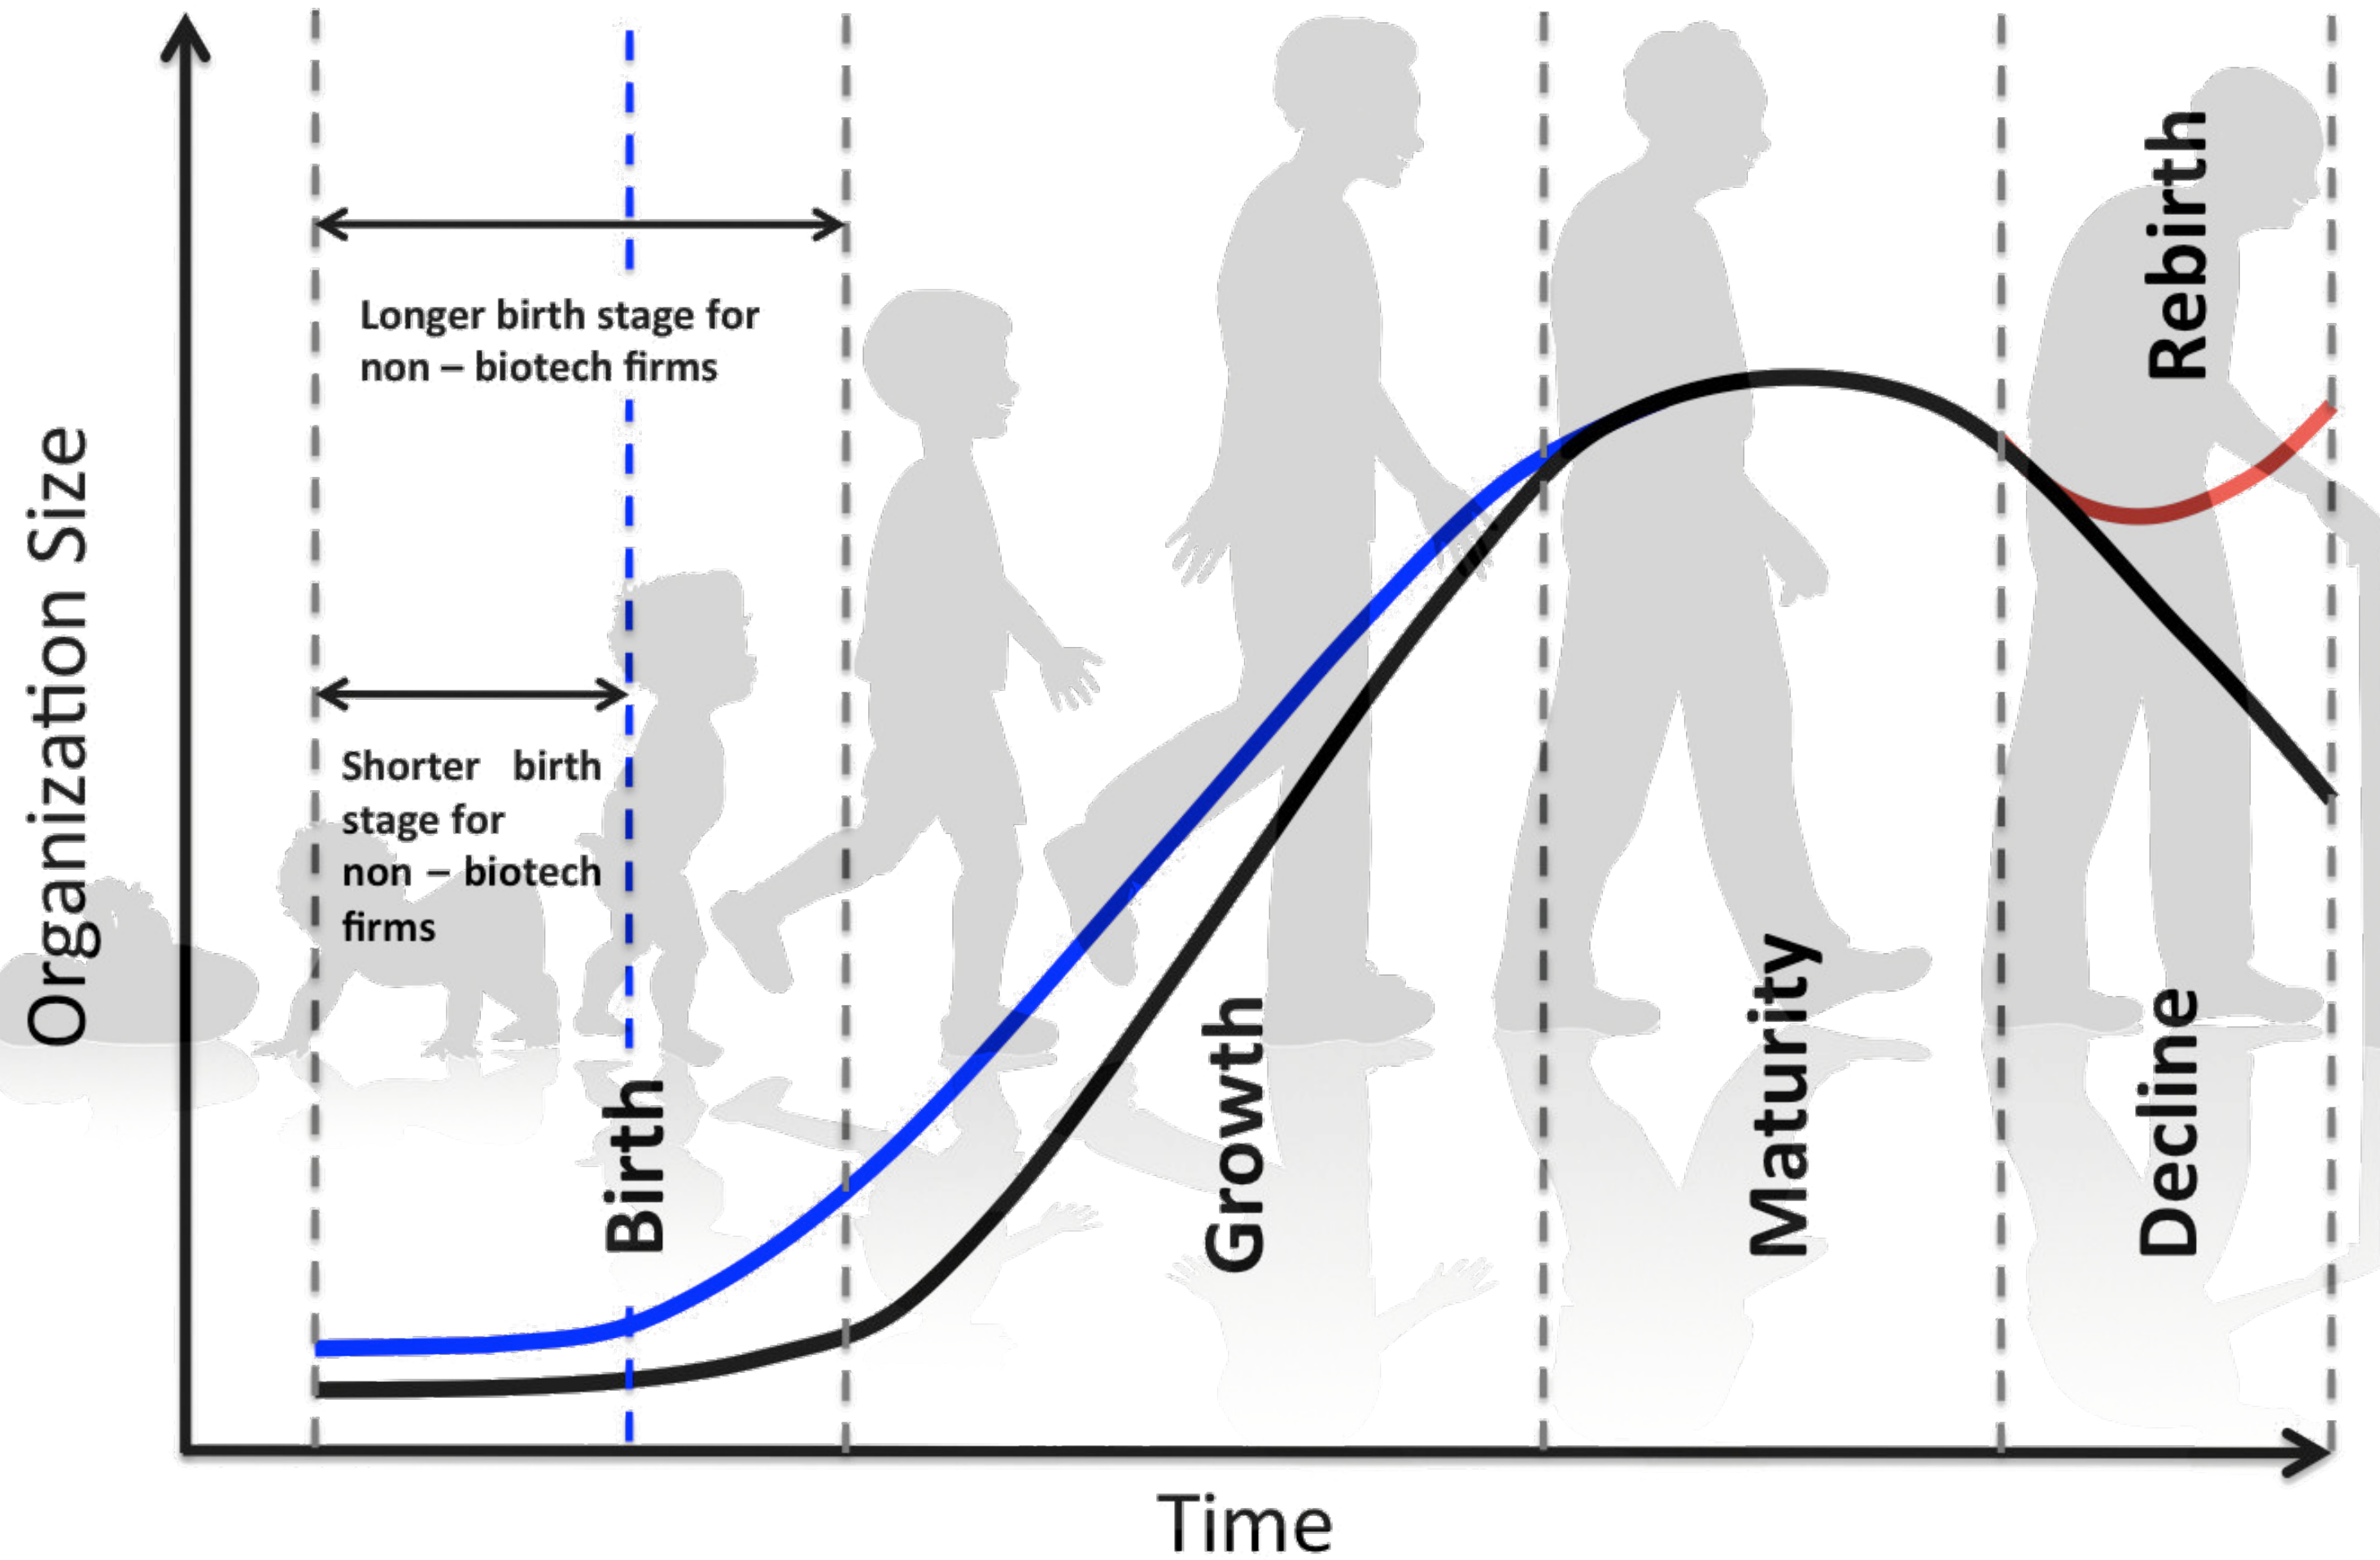 Organization Size
Longer birth stage for
non – biotech firms
Shorter birth
stage for
non – biotech
firms
Birth
Growth
Maturity
Decline
Rebirth
Time